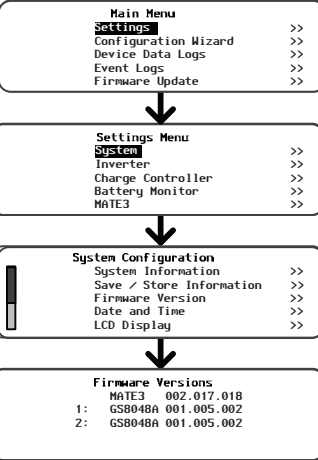 Main Menu
Settings >>
Configuration Wizard >>
Device Data Logs >>
Event Logs >>
Firmware Update >>
Settings Menu
System >>
Inverter >>
Charge Controller >>
Battery Monitor >>
MATE3 >>
System Configuration
System Information >>
Save / Store Information >>
Firmware Version >>
Date and Time >>
LCD Display >>
Firmware Versions
MATE3 002.017.018
1: GS8048A 001.005.002
2: GS8048A 001.005.002